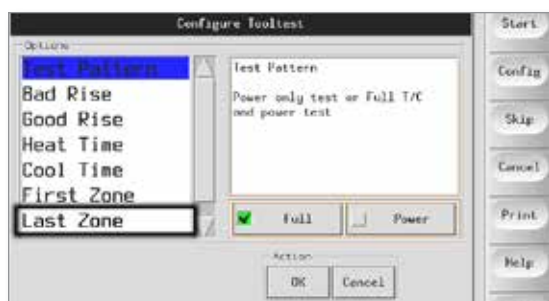 Configure Tooltest
Options
Test Pattern
Bad Rise
Good Rise
Heat Time
Cool Time
First Zone
Last Zone
Test Pattern
Power only test or Full T/C
and power test
Full
Power
Action
OK
Cancel
Start
Config
Skip
Cancel
Print
Help